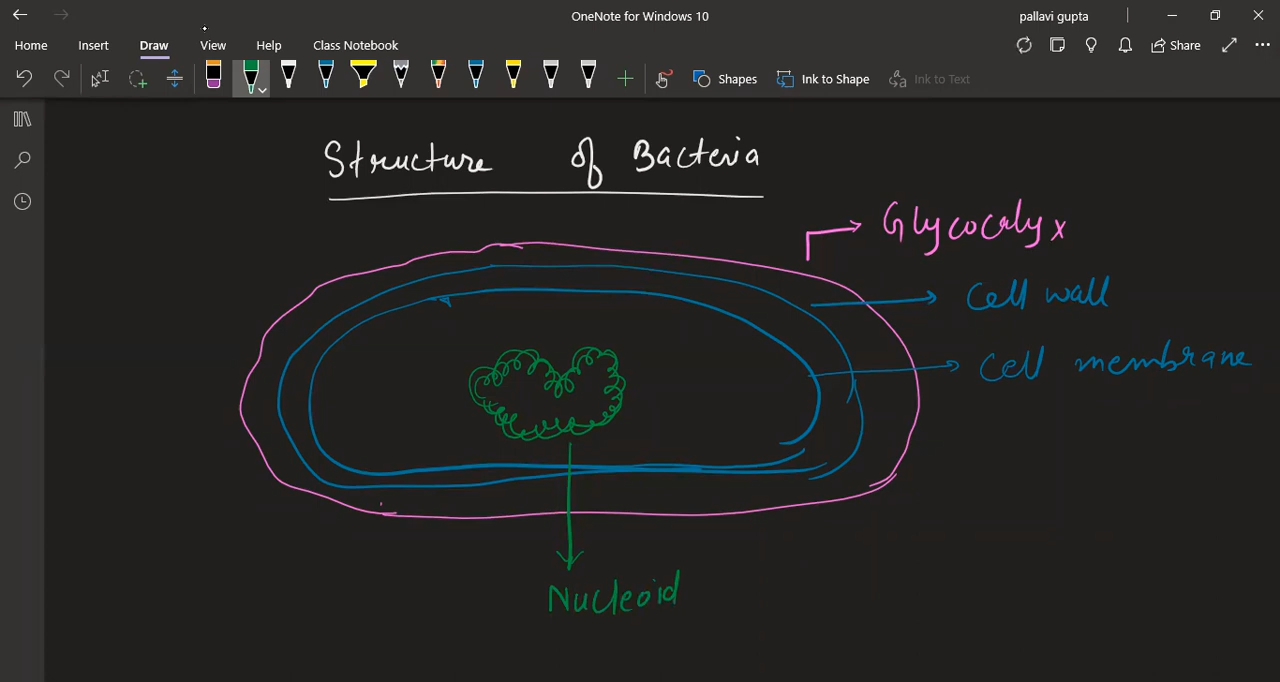 OneNote for Windows 10
pallavi gupta
Home Insert Draw View Help Class Notebook
Share
Shapes Ink to Shape Ink to Text
Structure of Bacteria
Glycocalyx
Cell wall
Cell membrane
Nucleoid